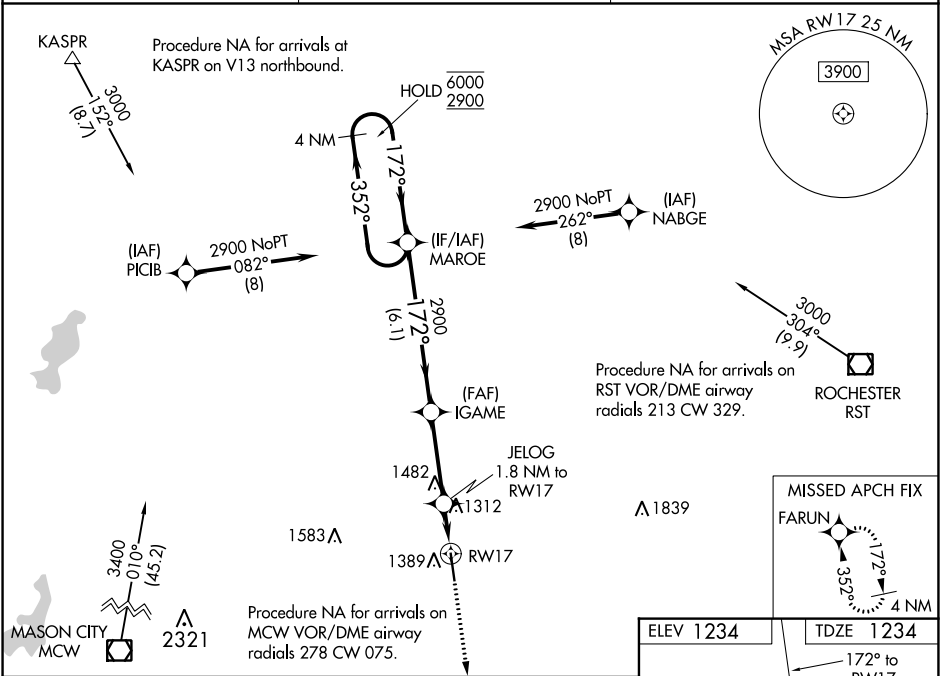 KASPR
3000
152°
(8.7)
Procedure NA for arrivals at
KASPR on V13 northbound.
HOLD 6000
2900
4 NM
172°
352°
MSA RW17 25 NM
3900
(IAF)
PICIB
2900 NoPT
082°
(8)
(IF/IAF)
MAROE
2900 NoPT
262°
(8)
(IAF)
NABGE
2900
172°
(6.1)
3000
304°
(9.9)
ROCHESTER
RST
Procedure NA for arrivals on
RST VOR/DME airway
radials 213 CW 329.
(FAF)
IGAME
JELOG
1.8 NM to
RW17
1482
1312
1583
1389
RW17
1839
MISSED APCH FIX
FARUN
172°
352°
4 NM
3400
010°
(45.2)
MASON CITY
MCW
2321
Procedure NA for arrivals on
MCW VOR/DME airway
radials 278 CW 075.
ELEV 1234
TDZE 1234
172° to
RW17